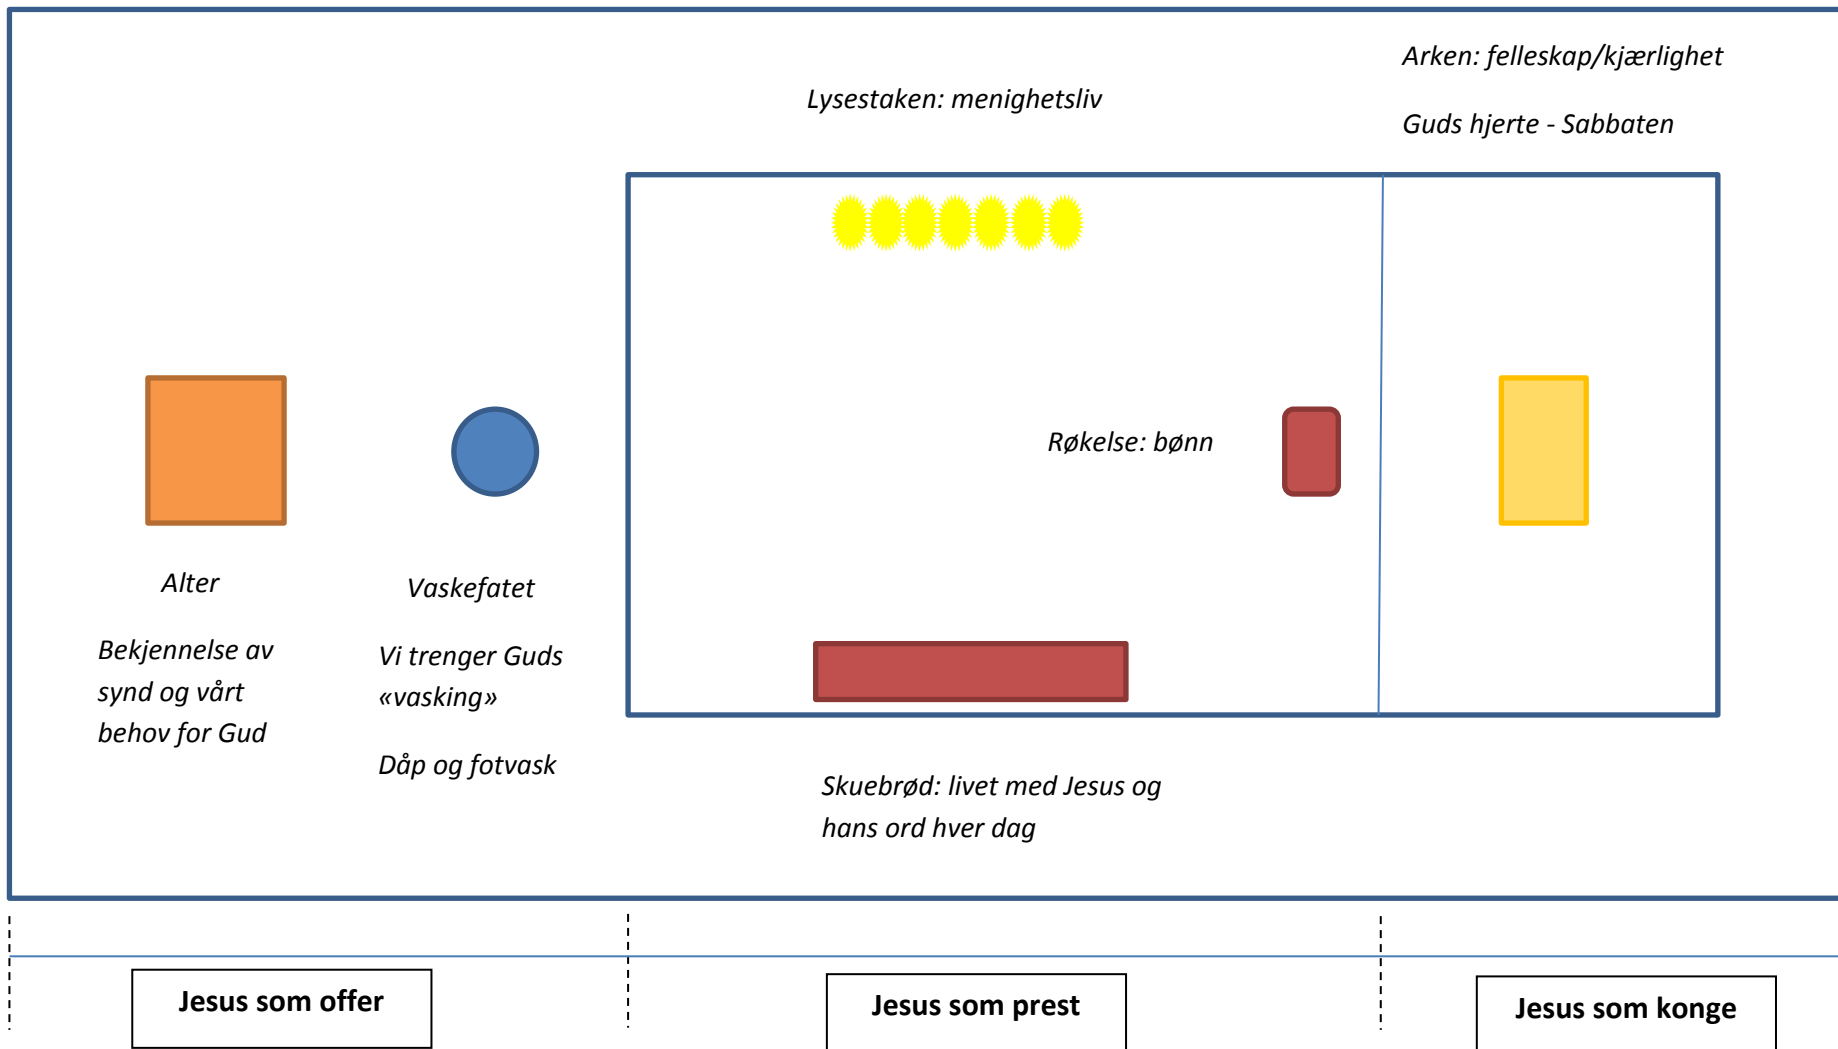 Arken: felleskap/kjærlighet
Guds hjerte - Sabbaten
Lysestaken: menighetsliv
Røkelse: bønn
Alter
Bekjennelse av
synd og vårt
behov for Gud
Vaskefatet
Vi trenger Guds
«vasking»
Dåp og fotvask
Skuebrød: livet med Jesus og
hans ord hver dag
Jesus som offer
Jesus som prest
Jesus som konge